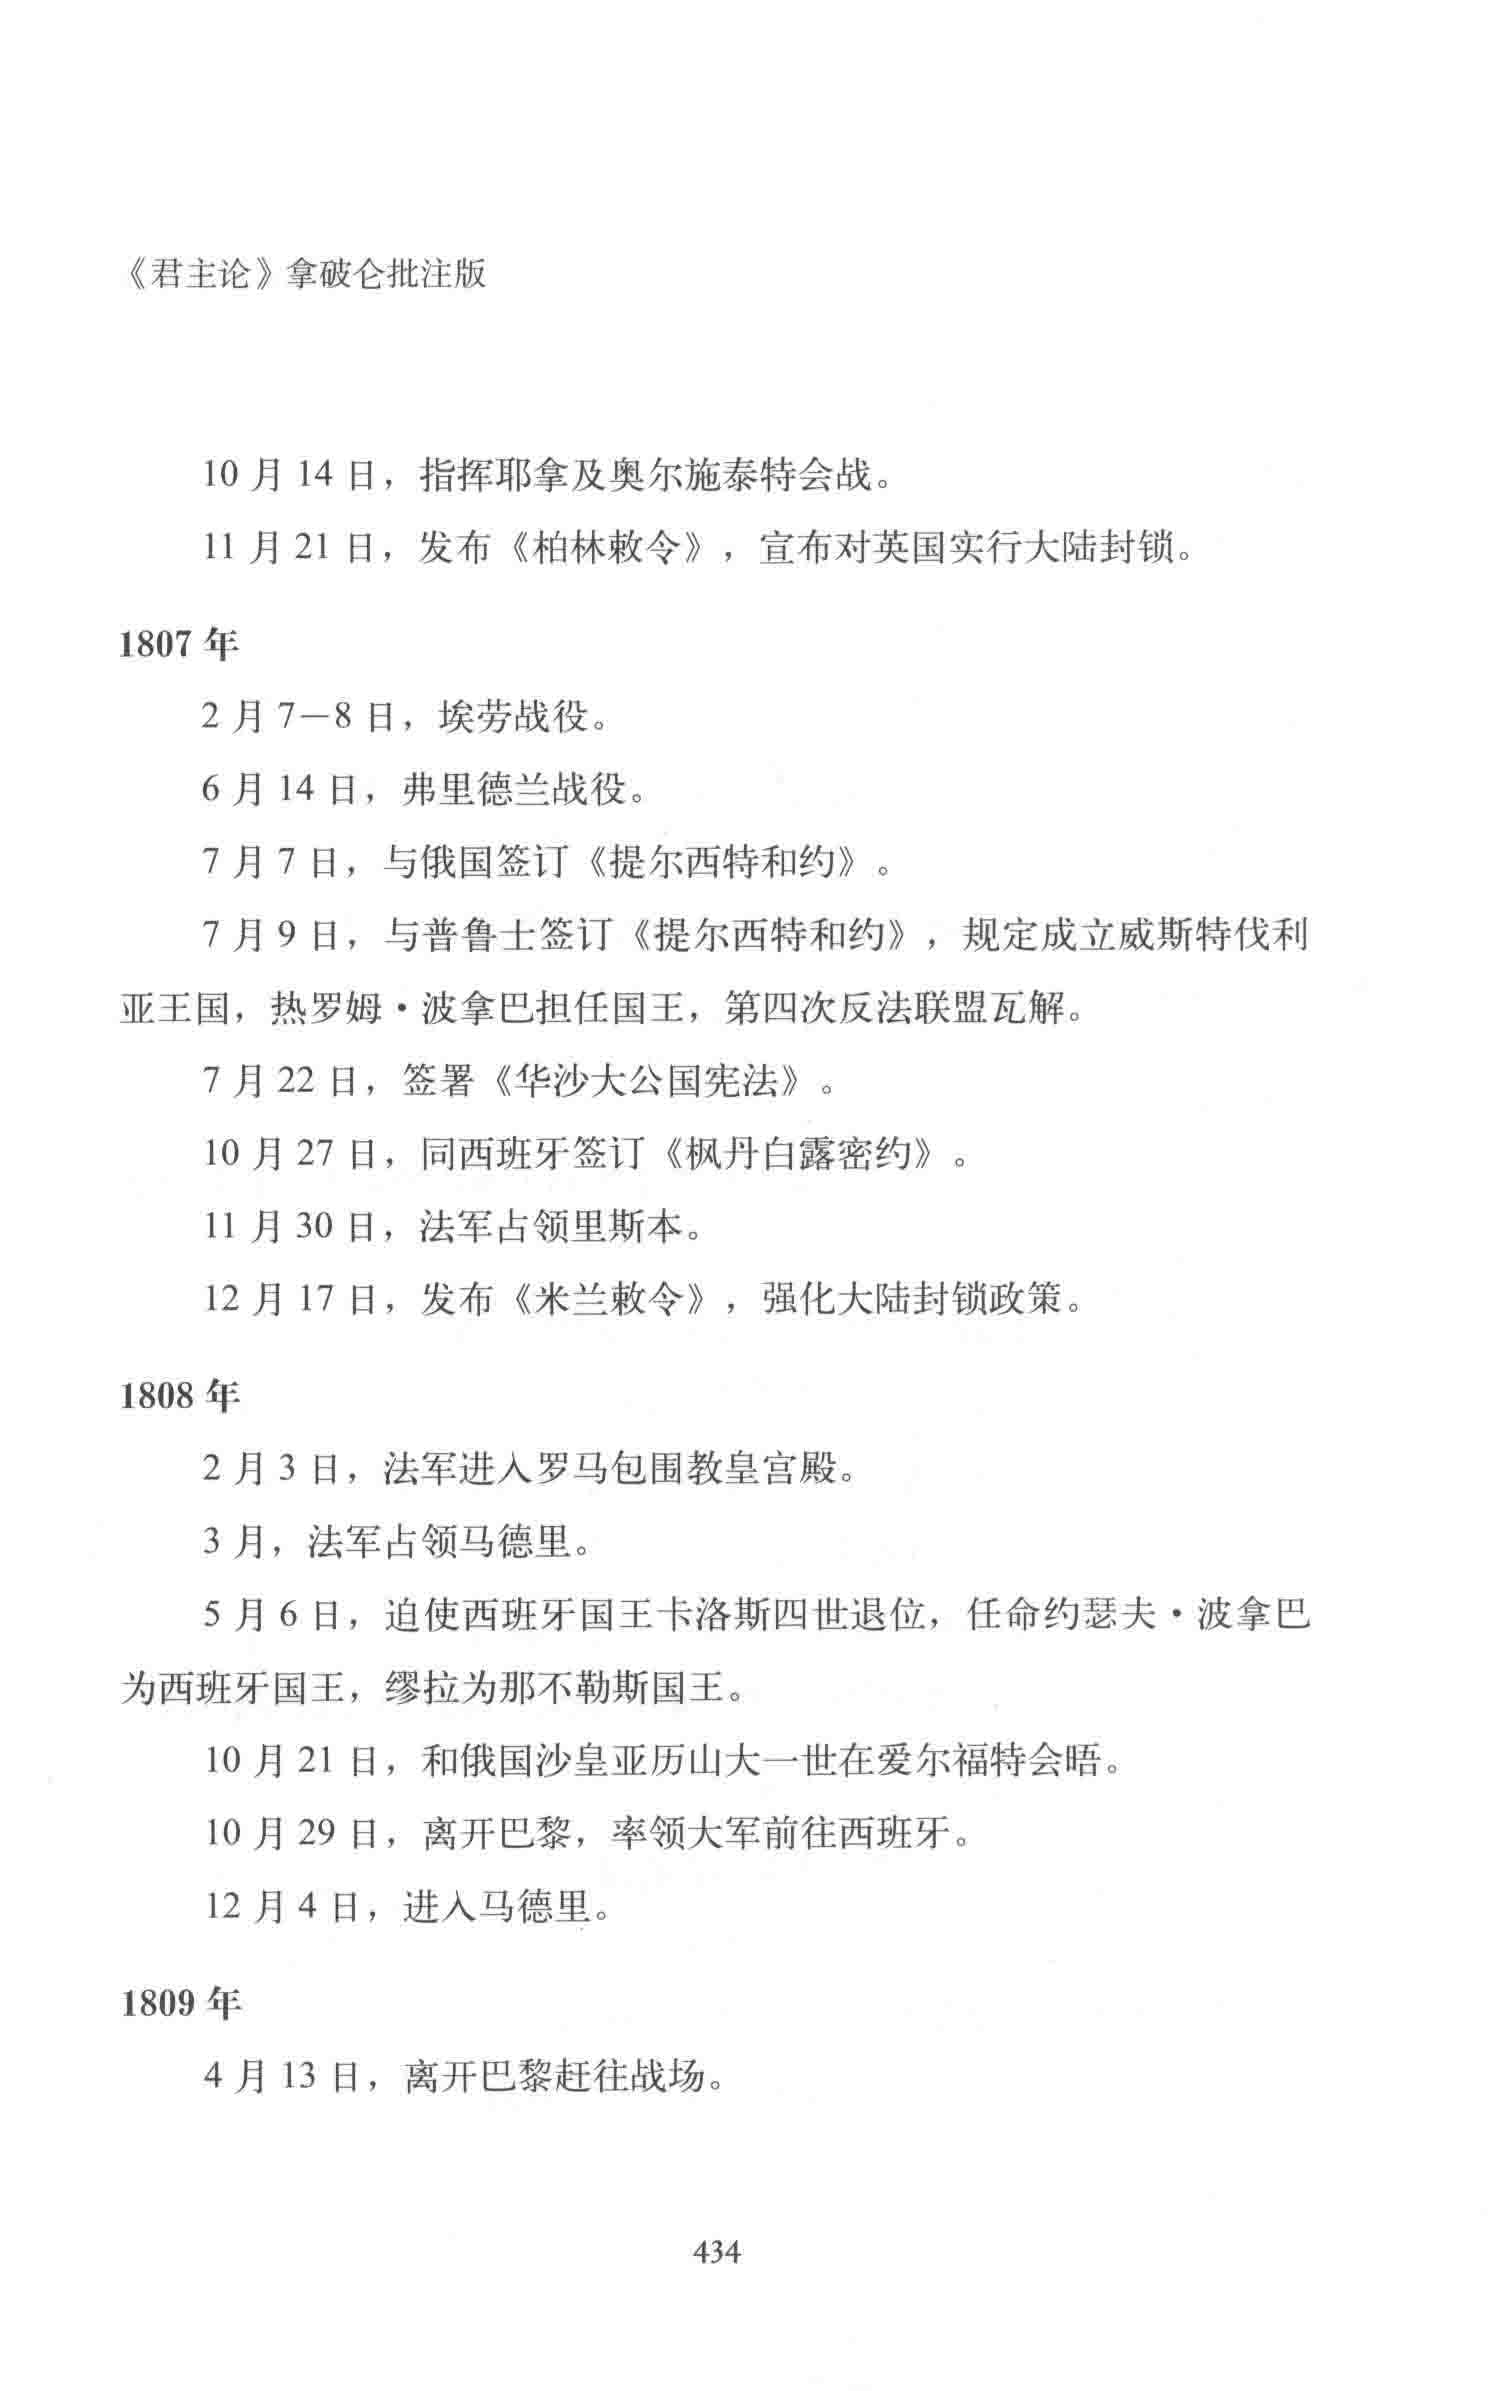 《君主论》拿破仑批注版
10 月 14 日，指挥耶拿及奥尔施泰特会战。
11 月 21 日，发布《柏林敕令》，宣布对英国实行大陆封锁。
1807 年
2 月 7—8 日，埃劳战役。
6 月 14 日，弗里德兰战役。
7 月 7 日，与俄国签订《提尔西特和约》。
7 月 9 日，与普鲁士签订《提尔西特和约》，规定成立威斯特伐利
亚王国，热罗姆·波拿巴担任国王，第四次反法联盟瓦解。
7 月 22 日，签署《华沙大公国宪法》。
10 月 27 日，同西班牙签订《枫丹白露密约》。
11 月 30 日，法军占领里斯本。
12 月 17 日，发布《米兰敕令》，强化大陆封锁政策。
1808 年
2 月 3 日，法军进入罗马包围教皇宫殿。
3 月，法军占领马德里。
5 月 6 日，迫使西班牙国王卡洛斯四世退位，任命约瑟夫·波拿巴
为西班牙国王，缪拉为那不勒斯国王。
10 月 21 日，和俄国沙皇亚历山大一世在爱尔福特会晤。
10 月 29 日，离开巴黎，率领大军前往西班牙。
12 月 4 日，进入马德里。
1809 年
4 月 13 日，离开巴黎赶往战场。
434